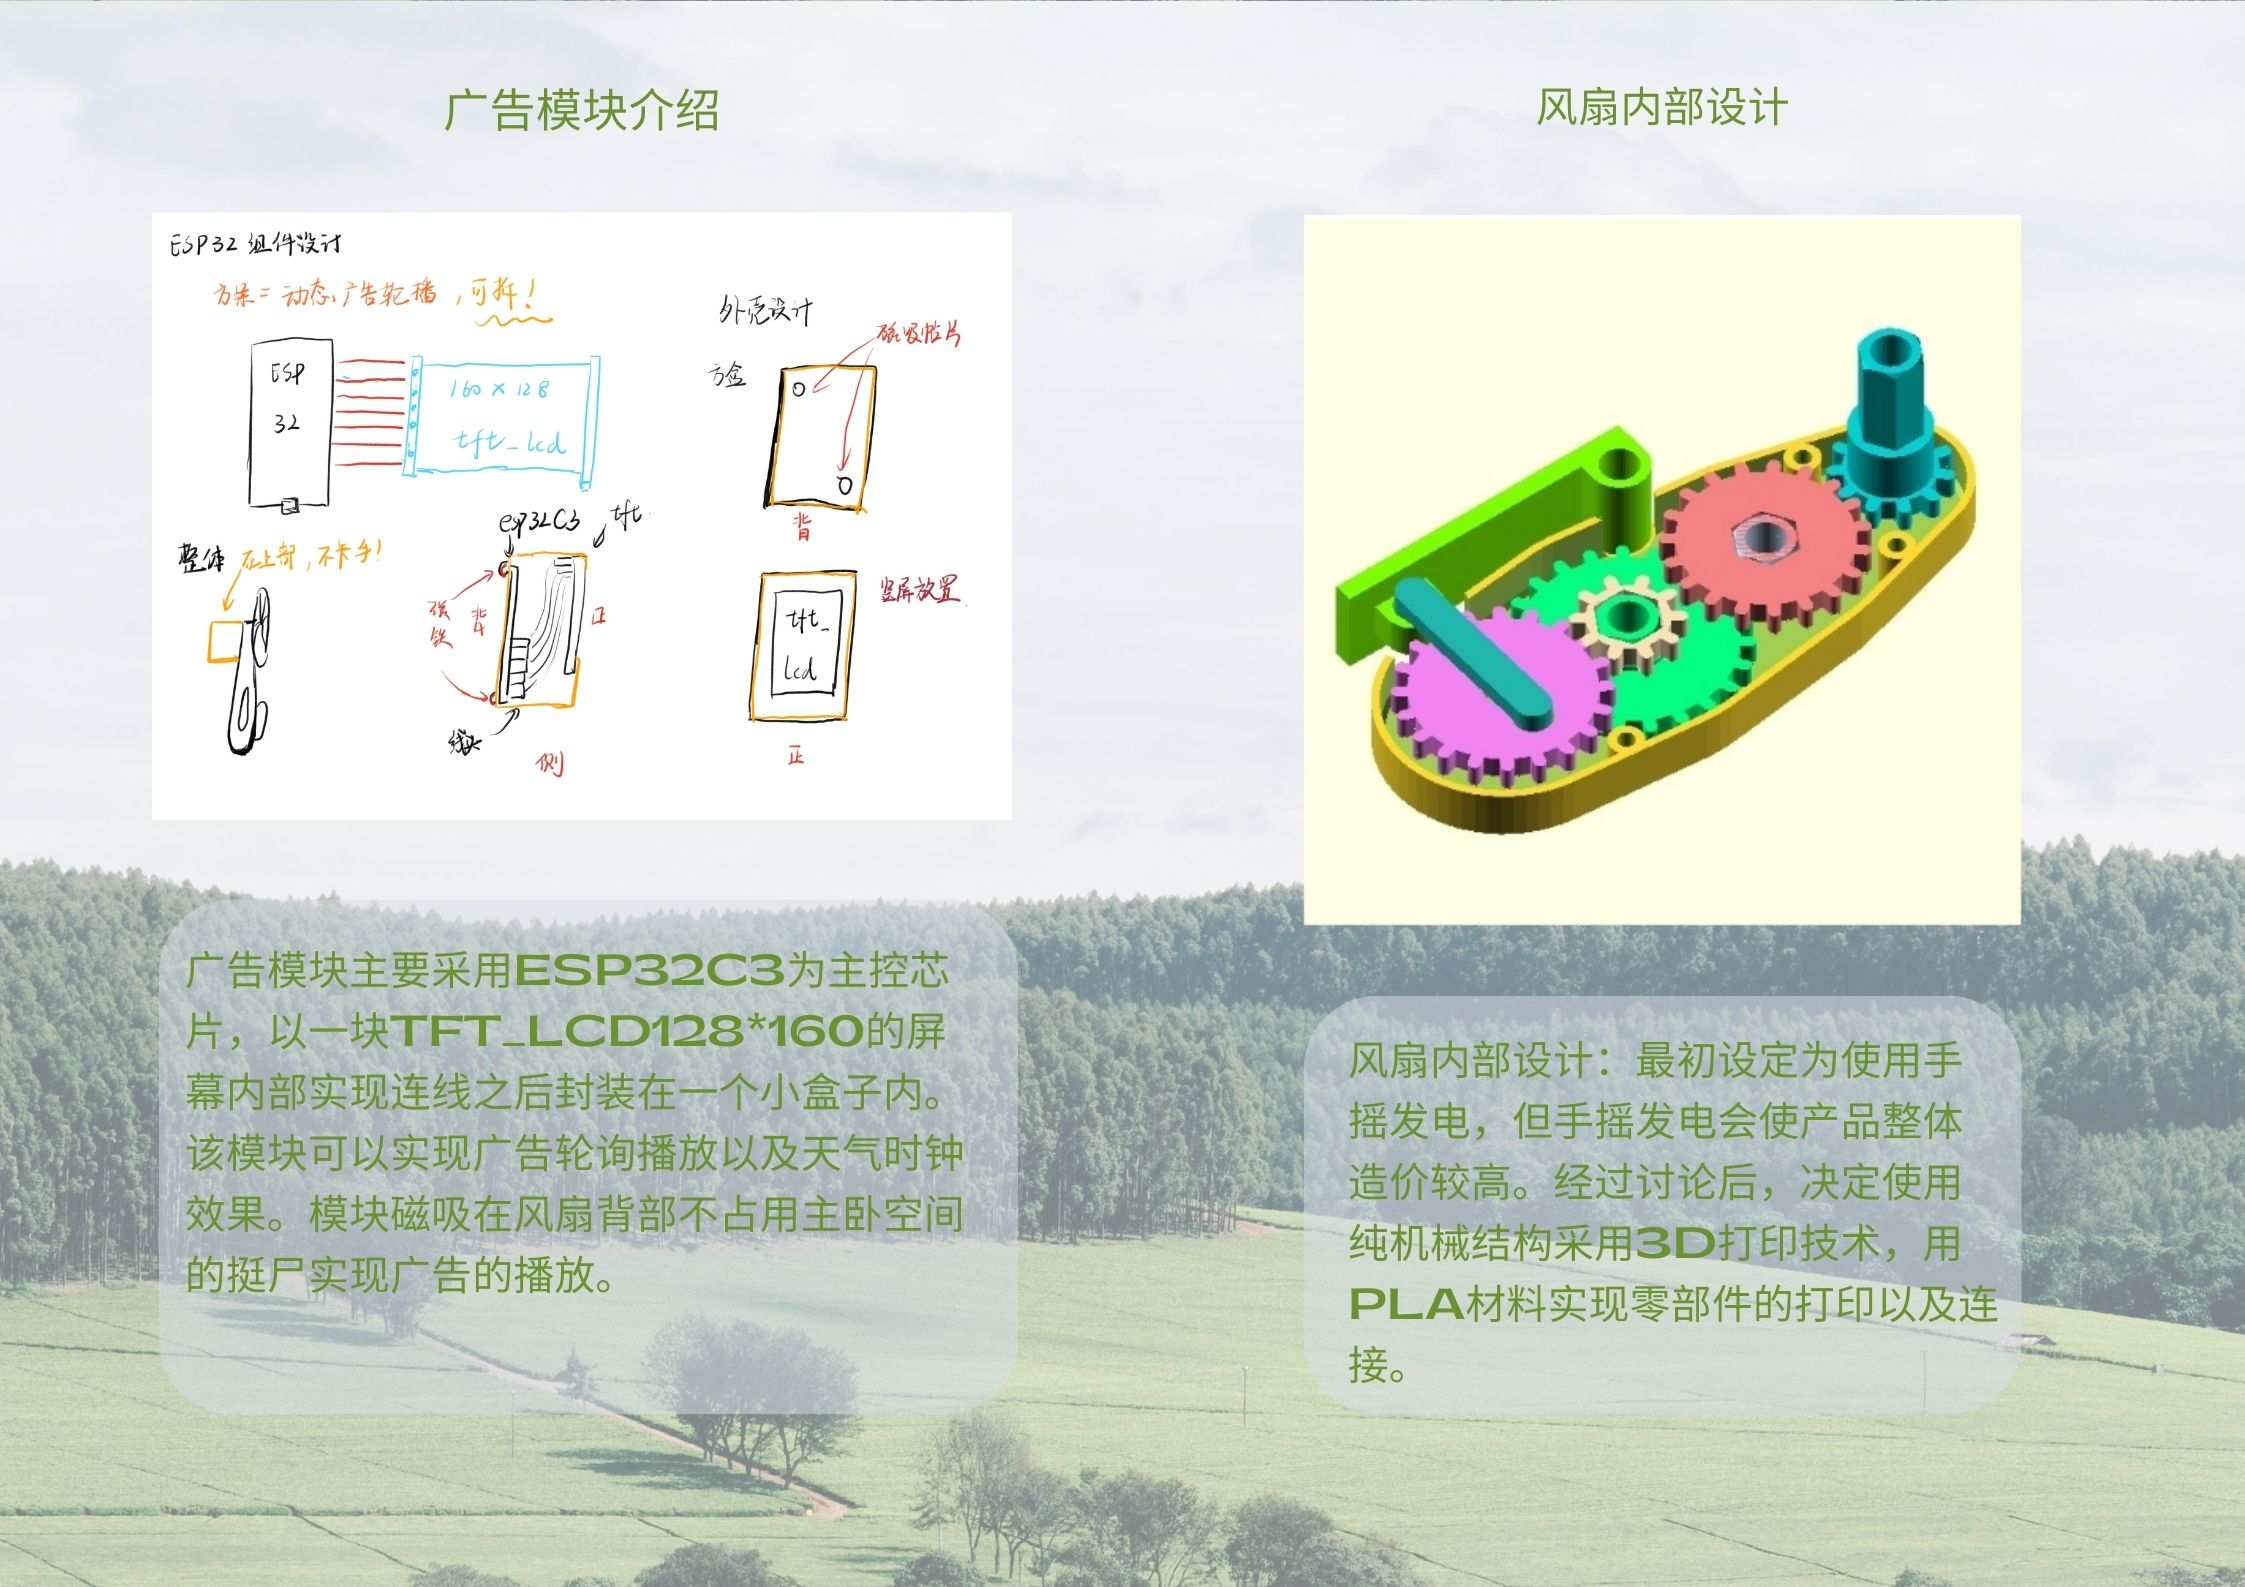 广告模块介绍
ESP32 组件设计
方案二 动态、广告轮播，可拆！
ESP
32
160 × 128
tft_lcd
外壳设计
方盒
磁吸粘片
背
整体 在上部，不卡手！
esp32C3
tft
磁
铁
背
正
线头
侧
tft_
lcd
竖屏放置
正
广告模块主要采用ESP32C3为主控芯
片，以一块TFT_LCD128*160的屏
幕内部实现连线之后封装在一个小盒子内。
该模块可以实现广告轮询播放以及天气时钟
效果。模块磁吸在风扇背部不占用主卧空间
的挺尸实现广告的播放。
风扇内部设计
风扇内部设计：最初设定为使用手
摇发电，但手摇发电会使产品整体
造价较高。经过讨论后，决定使用
纯机械结构采用3D打印技术，用
PLA材料实现零部件的打印以及连
接。